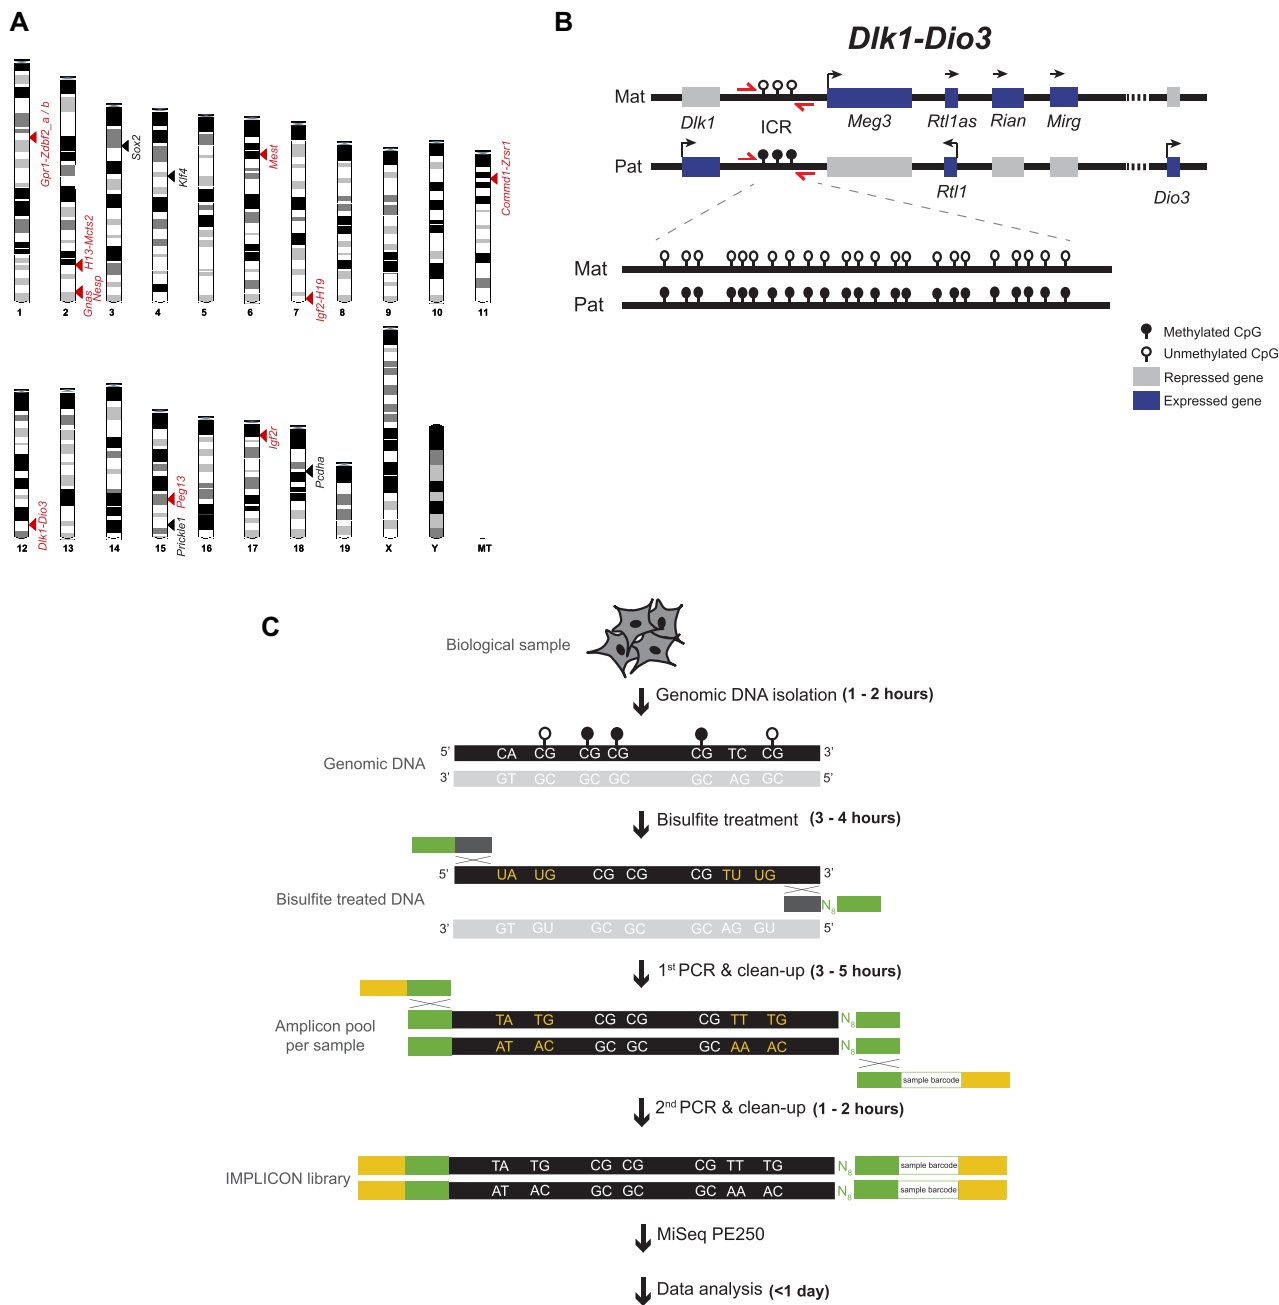 A
Gpr1-Zdbf2_a / b
H13-Mcts2
Gnas
Nesp
Sox2
Klf4
Mest
Igf2-H19
Commd1-Zrsr1
1 2 3 4 5 6 7 8 9 10 11
Dlk1-Dio3
Peg13
Prickle1
Igf2r
Pcdha
12 13 14 15 16 17 18 19 X Y MT
B
Dlk1-Dio3
Mat
Dlk1 ICR Meg3 Rtl1as Rian Mirg
Pat
Rtl1 Dio3
Mat
Pat
Methylated CpG
Unmethylated CpG
Repressed gene
Expressed gene
C
Biological sample
Genomic DNA isolation (1 - 2 hours)
Genomic DNA
5' CA CG CG CG CG TC CG 3'
3' GT GC GC GC GC AG GC 5'
Bisulfite treatment (3 - 4 hours)
5' UA UG CG CG CG TU UG 3'
Bisulfite treated DNA
N8
3' GT GU GC GC GC AG GU 5'
1st PCR & clean-up (3 - 5 hours)
Amplicon pool
per sample
TA TG CG CG CG TT TG N8
AT AC GC GC GC AA AC N8
sample barcode
2nd PCR & clean-up (1 - 2 hours)
IMPLICON library
TA TG CG CG CG TT TG N8 sample barcode
AT AC GC GC GC AA AC N8 sample barcode
MiSeq PE250
Data analysis (<1 day)